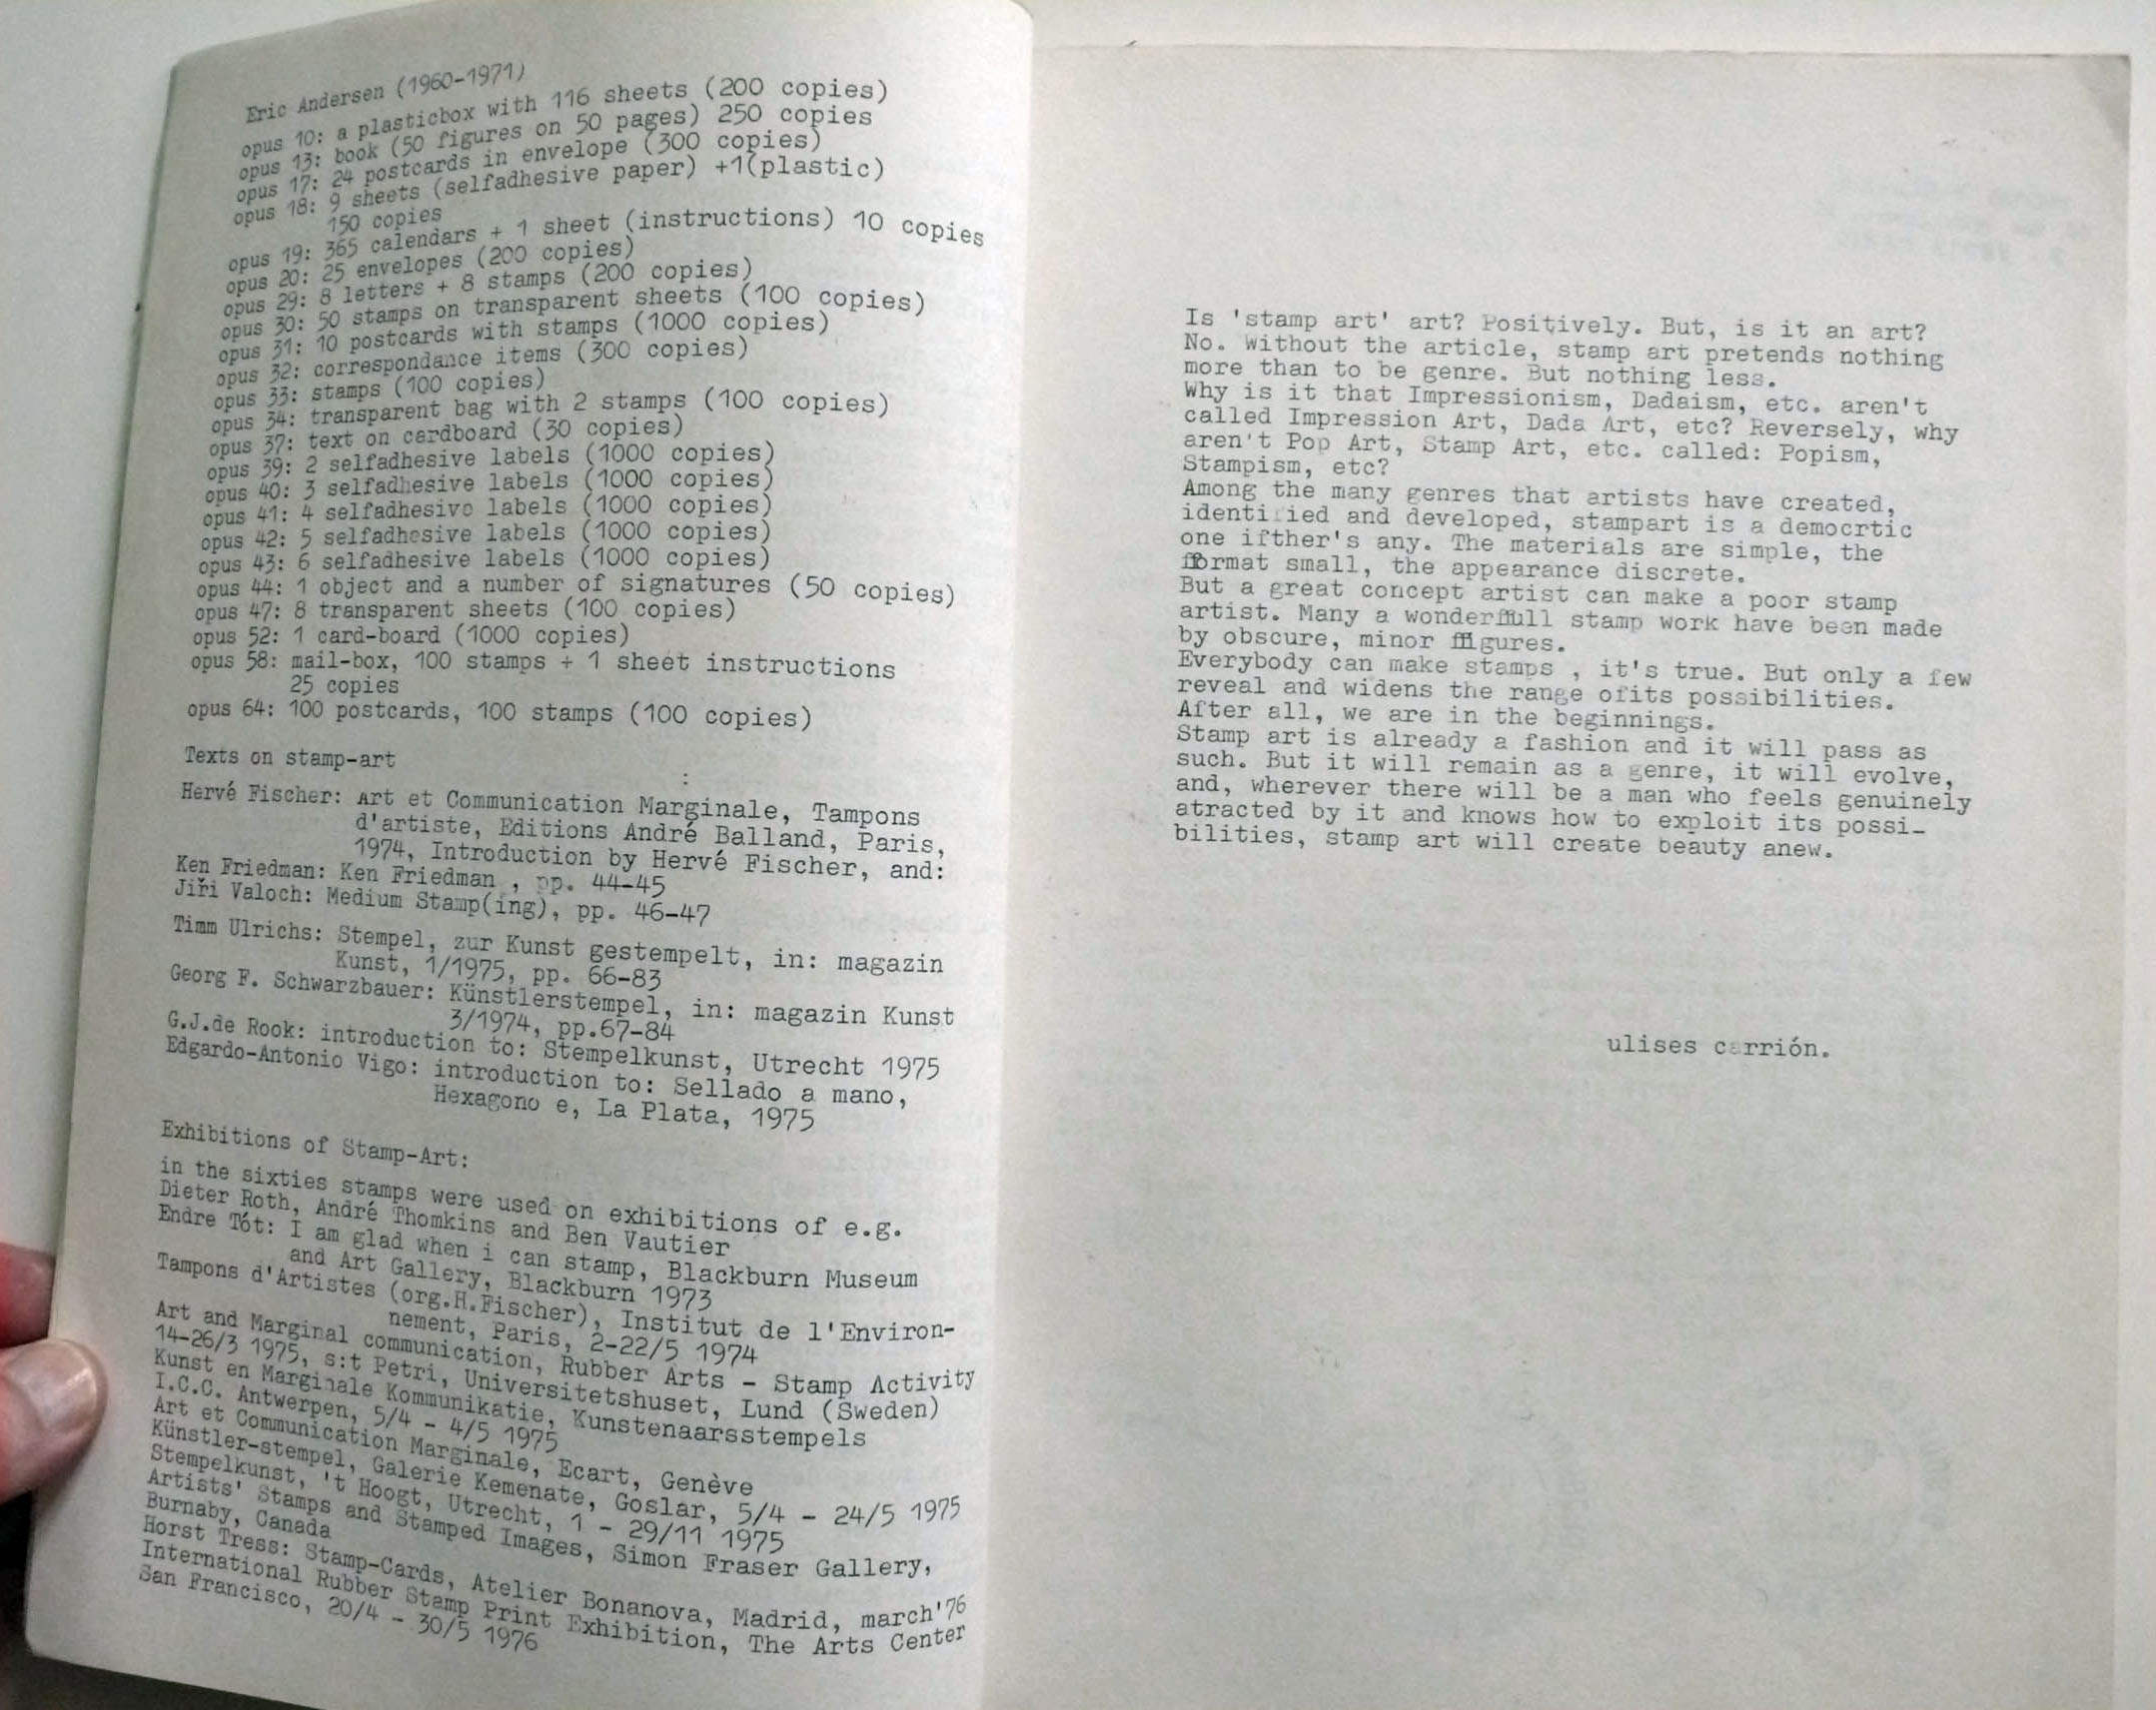 Eric Andersen (1960-1971)
opus 10: a plasticbox with 116 sheets (200 copies)
opus 13: book (50 figures on 50 pages) 250 copies
opus 17: 24 postcards in envelope (300 copies)
opus 18: 9 sheets (selfadhesive paper) +1(plastic)
150 copies
opus 19: 365 calendars + 1 sheet (instructions) 10 copies
opus 20: 25 envelopes (200 copies)
opus 29: 8 letters + 8 stamps (200 copies)
opus 30: 50 stamps on transparent sheets (100 copies)
opus 31: 10 postcards with stamps (1000 copies)
opus 32: correspondance items (300 copies)
opus 33: stamps (100 copies)
opus 34: transparent bag with 2 stamps (100 copies)
opus 37: text on cardboard (30 copies)
opus 39: 2 selfadhesive labels (1000 copies)
opus 40: 3 selfadhesive labels (1000 copies)
opus 41: 4 selfadhesive labels (1000 copies)
opus 42: 5 selfadhesive labels (1000 copies)
opus 43: 6 selfadhesive labels (1000 copies)
opus 44: 1 object and a number of signatures (50 copies)
opus 47: 8 transparent sheets (100 copies)
opus 52: 1 card-board (1000 copies)
opus 58: mail-box, 100 stamps + 1 sheet instructions
25 copies
opus 64: 100 postcards, 100 stamps (100 copies)
Texts on stamp-art
Hervé Fischer: Art et Communication Marginale, Tampons
d'artiste, Editions André Balland, Paris,
1974, Introduction by Hervé Fischer, and:
Ken Friedman: Ken Friedman , pp. 44-45
Jiři Valoch: Medium Stamp(ing), pp. 46-47
Timm Ulrichs: Stempel, zur Kunst gestempelt, in: magazin
Kunst, 1/1975, pp. 66-83
Georg F. Schwarzbauer: Künstlerstempel, in: magazin Kunst
3/1974, pp.67-84
G.J.de Rook: introduction to: Stempelkunst, Utrecht 1975
Edgardo-Antonio Vigo: introduction to: Sellado a mano,
Hexagono e, La Plata, 1975
Exhibitions of Stamp-Art:
in the sixties stamps were used on exhibitions of e.g.
Dieter Roth, André Thomkins and Ben Vautier
Endre Tót: I am glad when i can stamp, Blackburn Museum
and Art Gallery, Blackburn 1973
Tampons d'Artistes (org.H.Fischer), Institut de l'Environ-
nement, Paris, 2-22/5 1974
Art and Marginal communication, Rubber Arts - Stamp Activity
14-26/3 1975, s:t Petri, Universitetshuset, Lund (Sweden)
Kunst en Marginale Kommunikatie, Kunstenaarsstempels
I.C.C. Antwerpen, 5/4 - 4/5 1975
Art et Communication Marginale, Ecart, Genève
Künstler-stempel, Galerie Kemenate, Goslar, 5/4 - 24/5 1975
Stempelkunst, 't Hoogt, Utrecht, 1 - 29/11 1975
Artists' Stamps and Stamped Images, Simon Fraser Gallery,
Burnaby, Canada
Horst Tress: Stamp-Cards, Atelier Bonanova, Madrid, march'76
International Rubber Stamp Print Exhibition, The Arts Center
San Francisco, 20/4 - 30/5 1976
Is 'stamp art' art? Positively. But, is it an art?
No. Without the article, stamp art pretends nothing
more than to be genre. But nothing less.
Why is it that Impressionism, Dadaism, etc. aren't
called Impression Art, Dada Art, etc? Reversely, why
aren't Pop Art, Stamp Art, etc. called: Popism,
Stampism, etc?
Among the many genres that artists have created,
identified and developed, stampart is a democrtic
one ifther's any. The materials are simple, the
format small, the appearance discrete.
But a great concept artist can make a poor stamp
artist. Many a wonderfull stamp work have been made
by obscure, minor figures.
Everybody can make stamps , it's true. But only a few
reveal and widens the range ofits possibilities.
After all, we are in the beginnings.
Stamp art is already a fashion and it will pass as
such. But it will remain as a genre, it will evolve,
and, wherever there will be a man who feels genuinely
atracted by it and knows how to exploit its possi-
bilities, stamp art will create beauty anew.
ulises carrión.